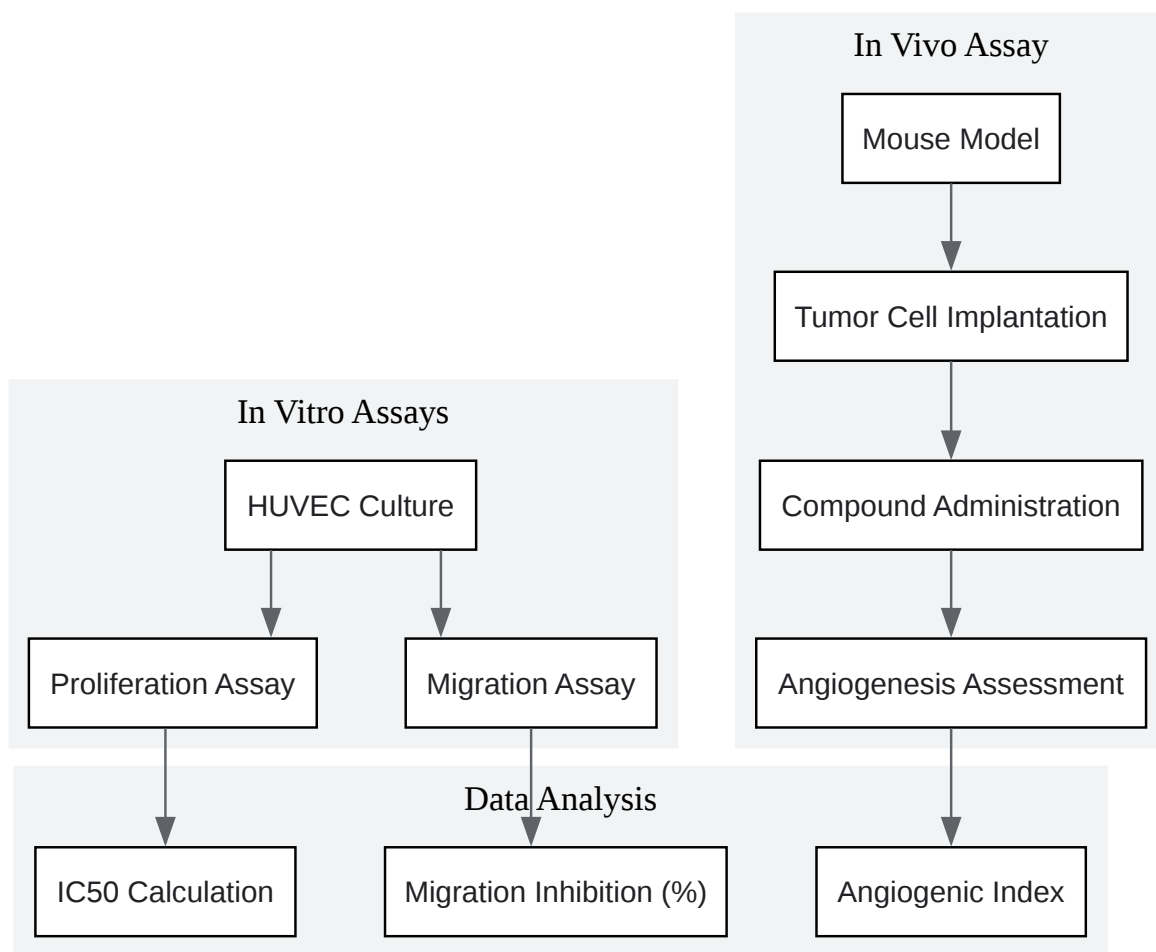 In Vivo Assay
Mouse Model
Tumor Cell Implantation
Compound Administration
Angiogenesis Assessment
In Vitro Assays
HUVEC Culture
Proliferation Assay
Migration Assay
Data Analysis
IC50 Calculation
Migration Inhibition (%)
Angiogenic Index